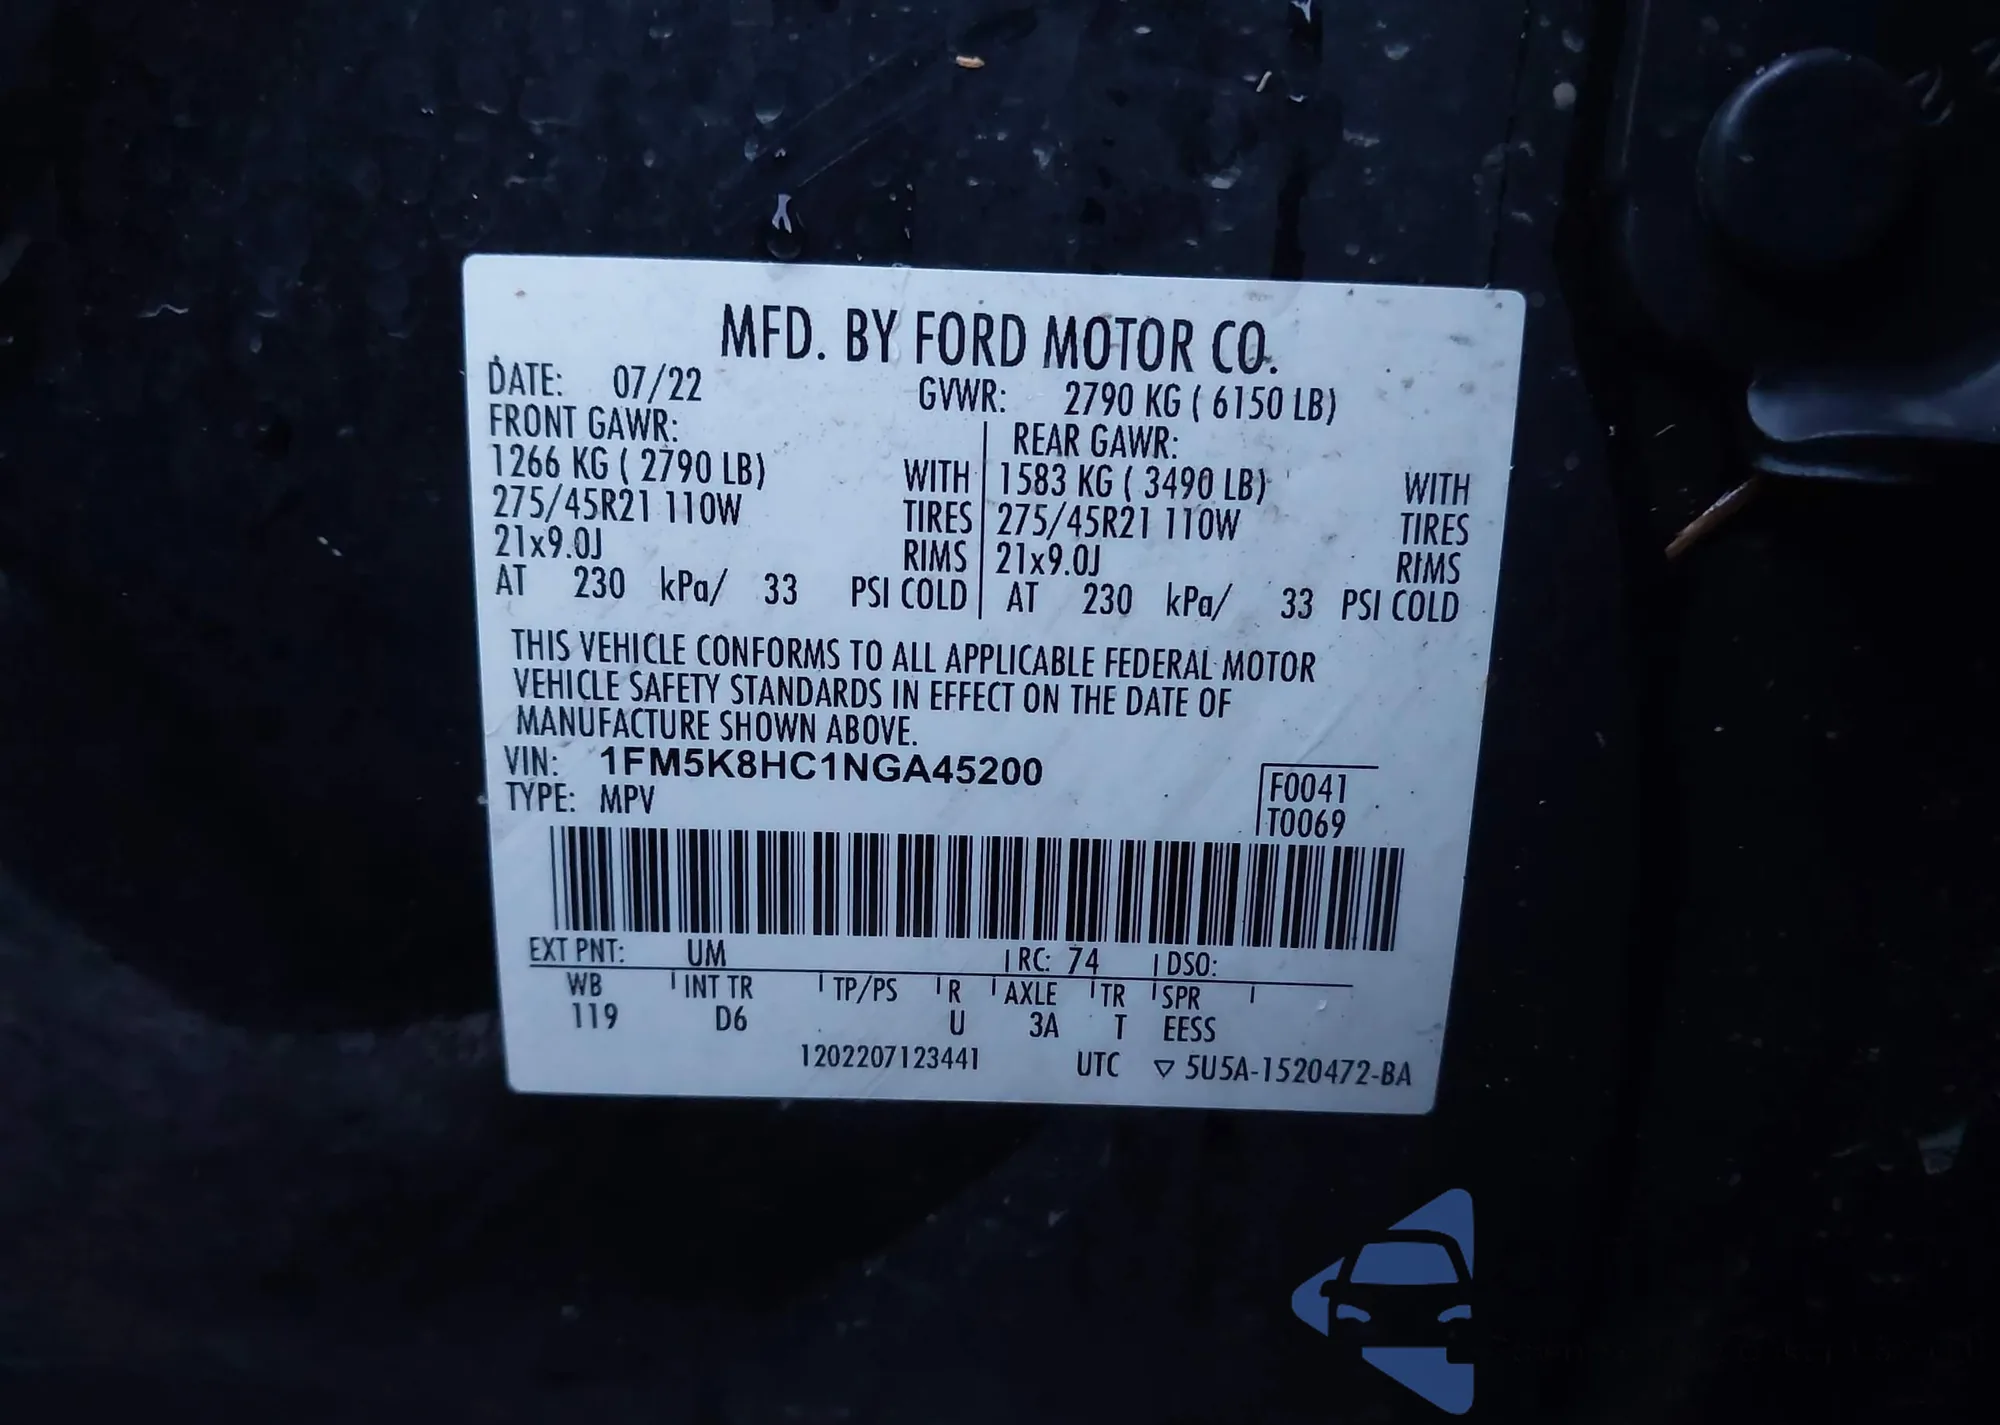 MFD. BY FORD MOTOR CO.
DATE: 07/22 GVWR: 2790 KG ( 6150 LB)
FRONT GAWR: REAR GAWR:
1266 KG ( 2790 LB) WITH 1583 KG ( 3490 LB) WITH
275/45R21 110W TIRES 275/45R21 110W TIRES
21x9.0J RIMS 21x9.0J RIMS
AT 230 kPa/ 33 PSI COLD AT 230 kPa/ 33 PSI COLD
THIS VEHICLE CONFORMS TO ALL APPLICABLE FEDERAL MOTOR
VEHICLE SAFETY STANDARDS IN EFFECT ON THE DATE OF
MANUFACTURE SHOWN ABOVE.
VIN: 1FM5K8HC1NGA45200
TYPE: MPV
F0041
T0069
EXT PNT: UM RC: 74 DSO:
WB INT TR TP/PS R AXLE TR SPR
119 D6 U 3A T EESS
1202207123441 UTC ▽ 5U5A-1520472-BA